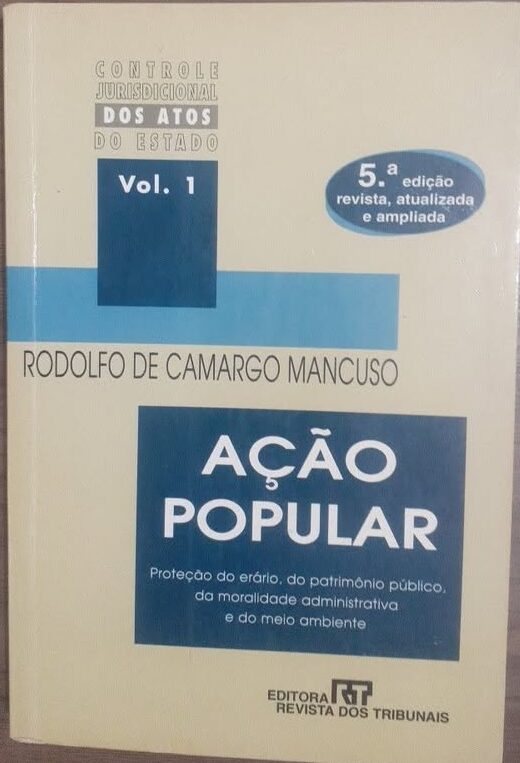 CONTROLE
JURISDICIONAL
DOS ATOS
DO ESTADO
Vol. 1
5.ª edição
revista, atualizada
e ampliada
RODOLFO DE CAMARGO MANCUSO
AÇÃO
POPULAR
Proteção do erário, do patrimônio público,
da moralidade administrativa
e do meio ambiente
EDITORA RT
REVISTA DOS TRIBUNAIS